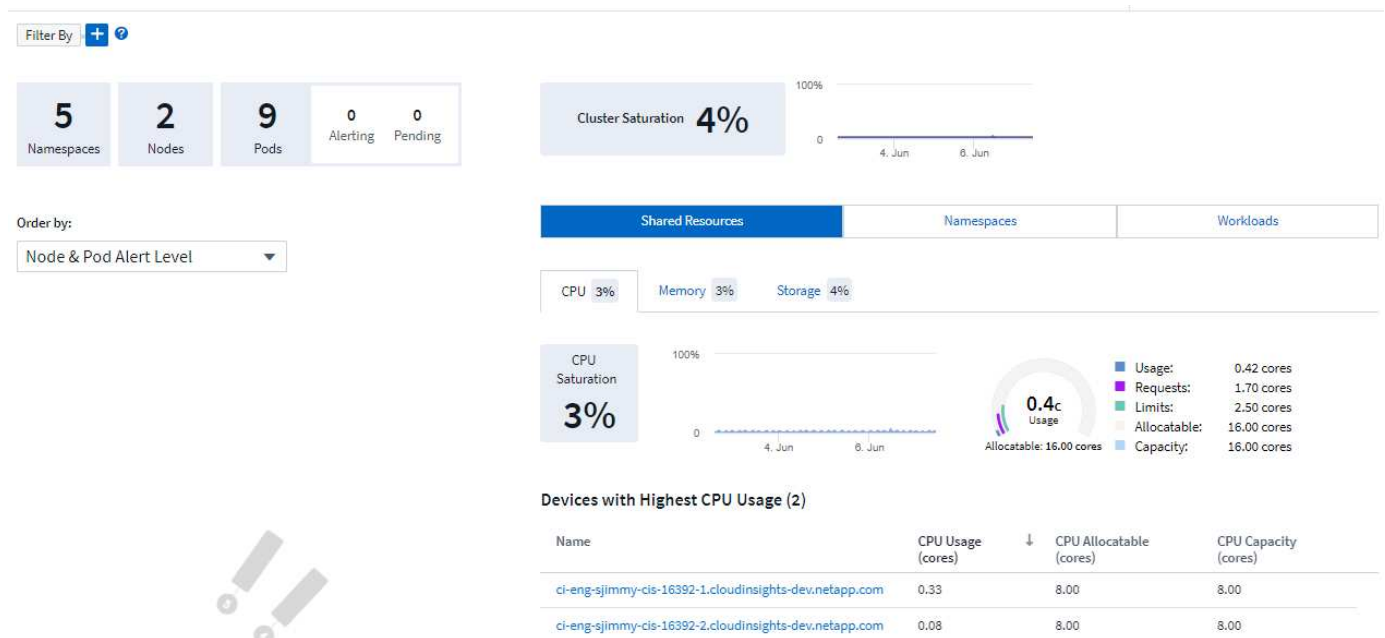 Filter By + ?
5
Namespaces
2
Nodes
9
Pods
0
Alerting
0
Pending
Cluster Saturation 4%
100%
0
4. Jun
6. Jun
Order by:
Node & Pod Alert Level
Shared Resources
Namespaces
Workloads
CPU 3%
Memory 3%
Storage 4%
CPU
Saturation
3%
100%
0
4. Jun
6. Jun
0.4c
Usage
Allocatable: 16.00 cores
Usage: 0.42 cores
Requests: 1.70 cores
Limits: 2.50 cores
Allocatable: 16.00 cores
Capacity: 16.00 cores
Devices with Highest CPU Usage (2)
Name CPU Usage ↓ CPU Allocatable CPU Capacity
(cores) (cores) (cores)
ci-eng-sjimmy-cis-16392-1.cloudinsights-dev.netapp.com 0.33 8.00 8.00
ci-eng-sjimmy-cis-16392-2.cloudinsights-dev.netapp.com 0.08 8.00 8.00